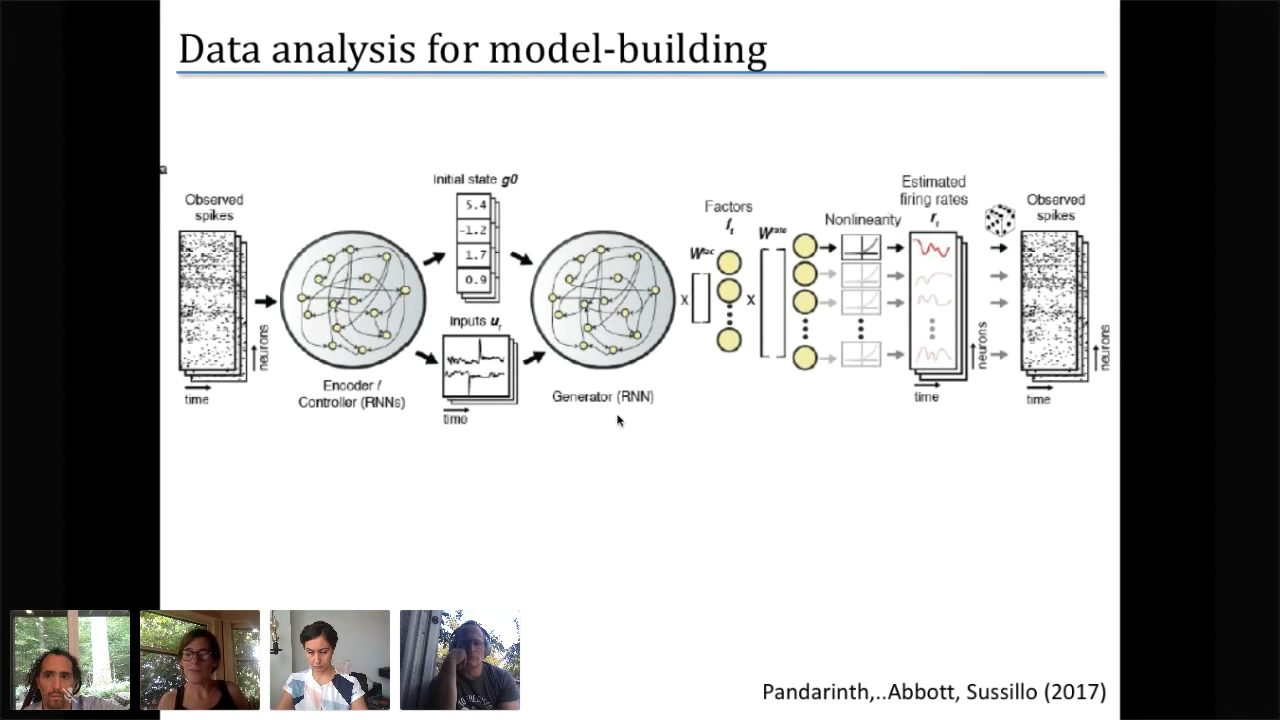 Data analysis for model-building
a
Observed
spikes
neurons
time
Encoder /
Controller (RNNs)
Initial state g0
5.4
-1.2
1.7
0.9
Inputs u_t
time
Generator (RNN)
W^fac
Factors
f_t
W^rate
Nonlinearity
Estimated
firing rates
r_t
neurons
time
Observed
spikes
neurons
time
x
x
Pandarinth,..Abbott, Sussillo (2017)